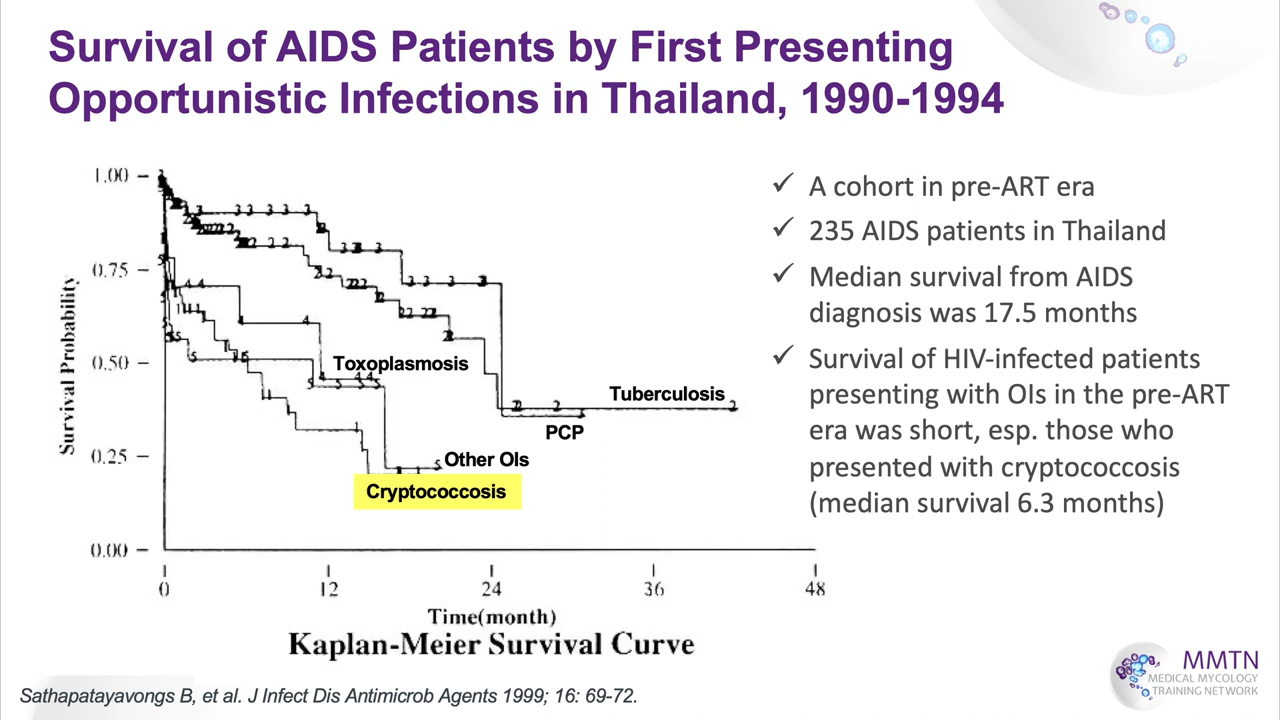 Survival of AIDS Patients by First Presenting
Opportunistic Infections in Thailand, 1990-1994
1.00
0.75
0.50
0.25
0.00
Survival Probability
Toxoplasmosis
Tuberculosis
PCP
Other OIs
Cryptococcosis
0 12 24 36 48
Time(month)
Kaplan-Meier Survival Curve
✓ A cohort in pre-ART era
✓ 235 AIDS patients in Thailand
✓ Median survival from AIDS
diagnosis was 17.5 months
✓ Survival of HIV-infected patients
presenting with OIs in the pre-ART
era was short, esp. those who
presented with cryptococcosis
(median survival 6.3 months)
Sathapatayavongs B, et al. J Infect Dis Antimicrob Agents 1999; 16: 69-72.
MMTN
MEDICAL MYCOLOGY
TRAINING NETWORK